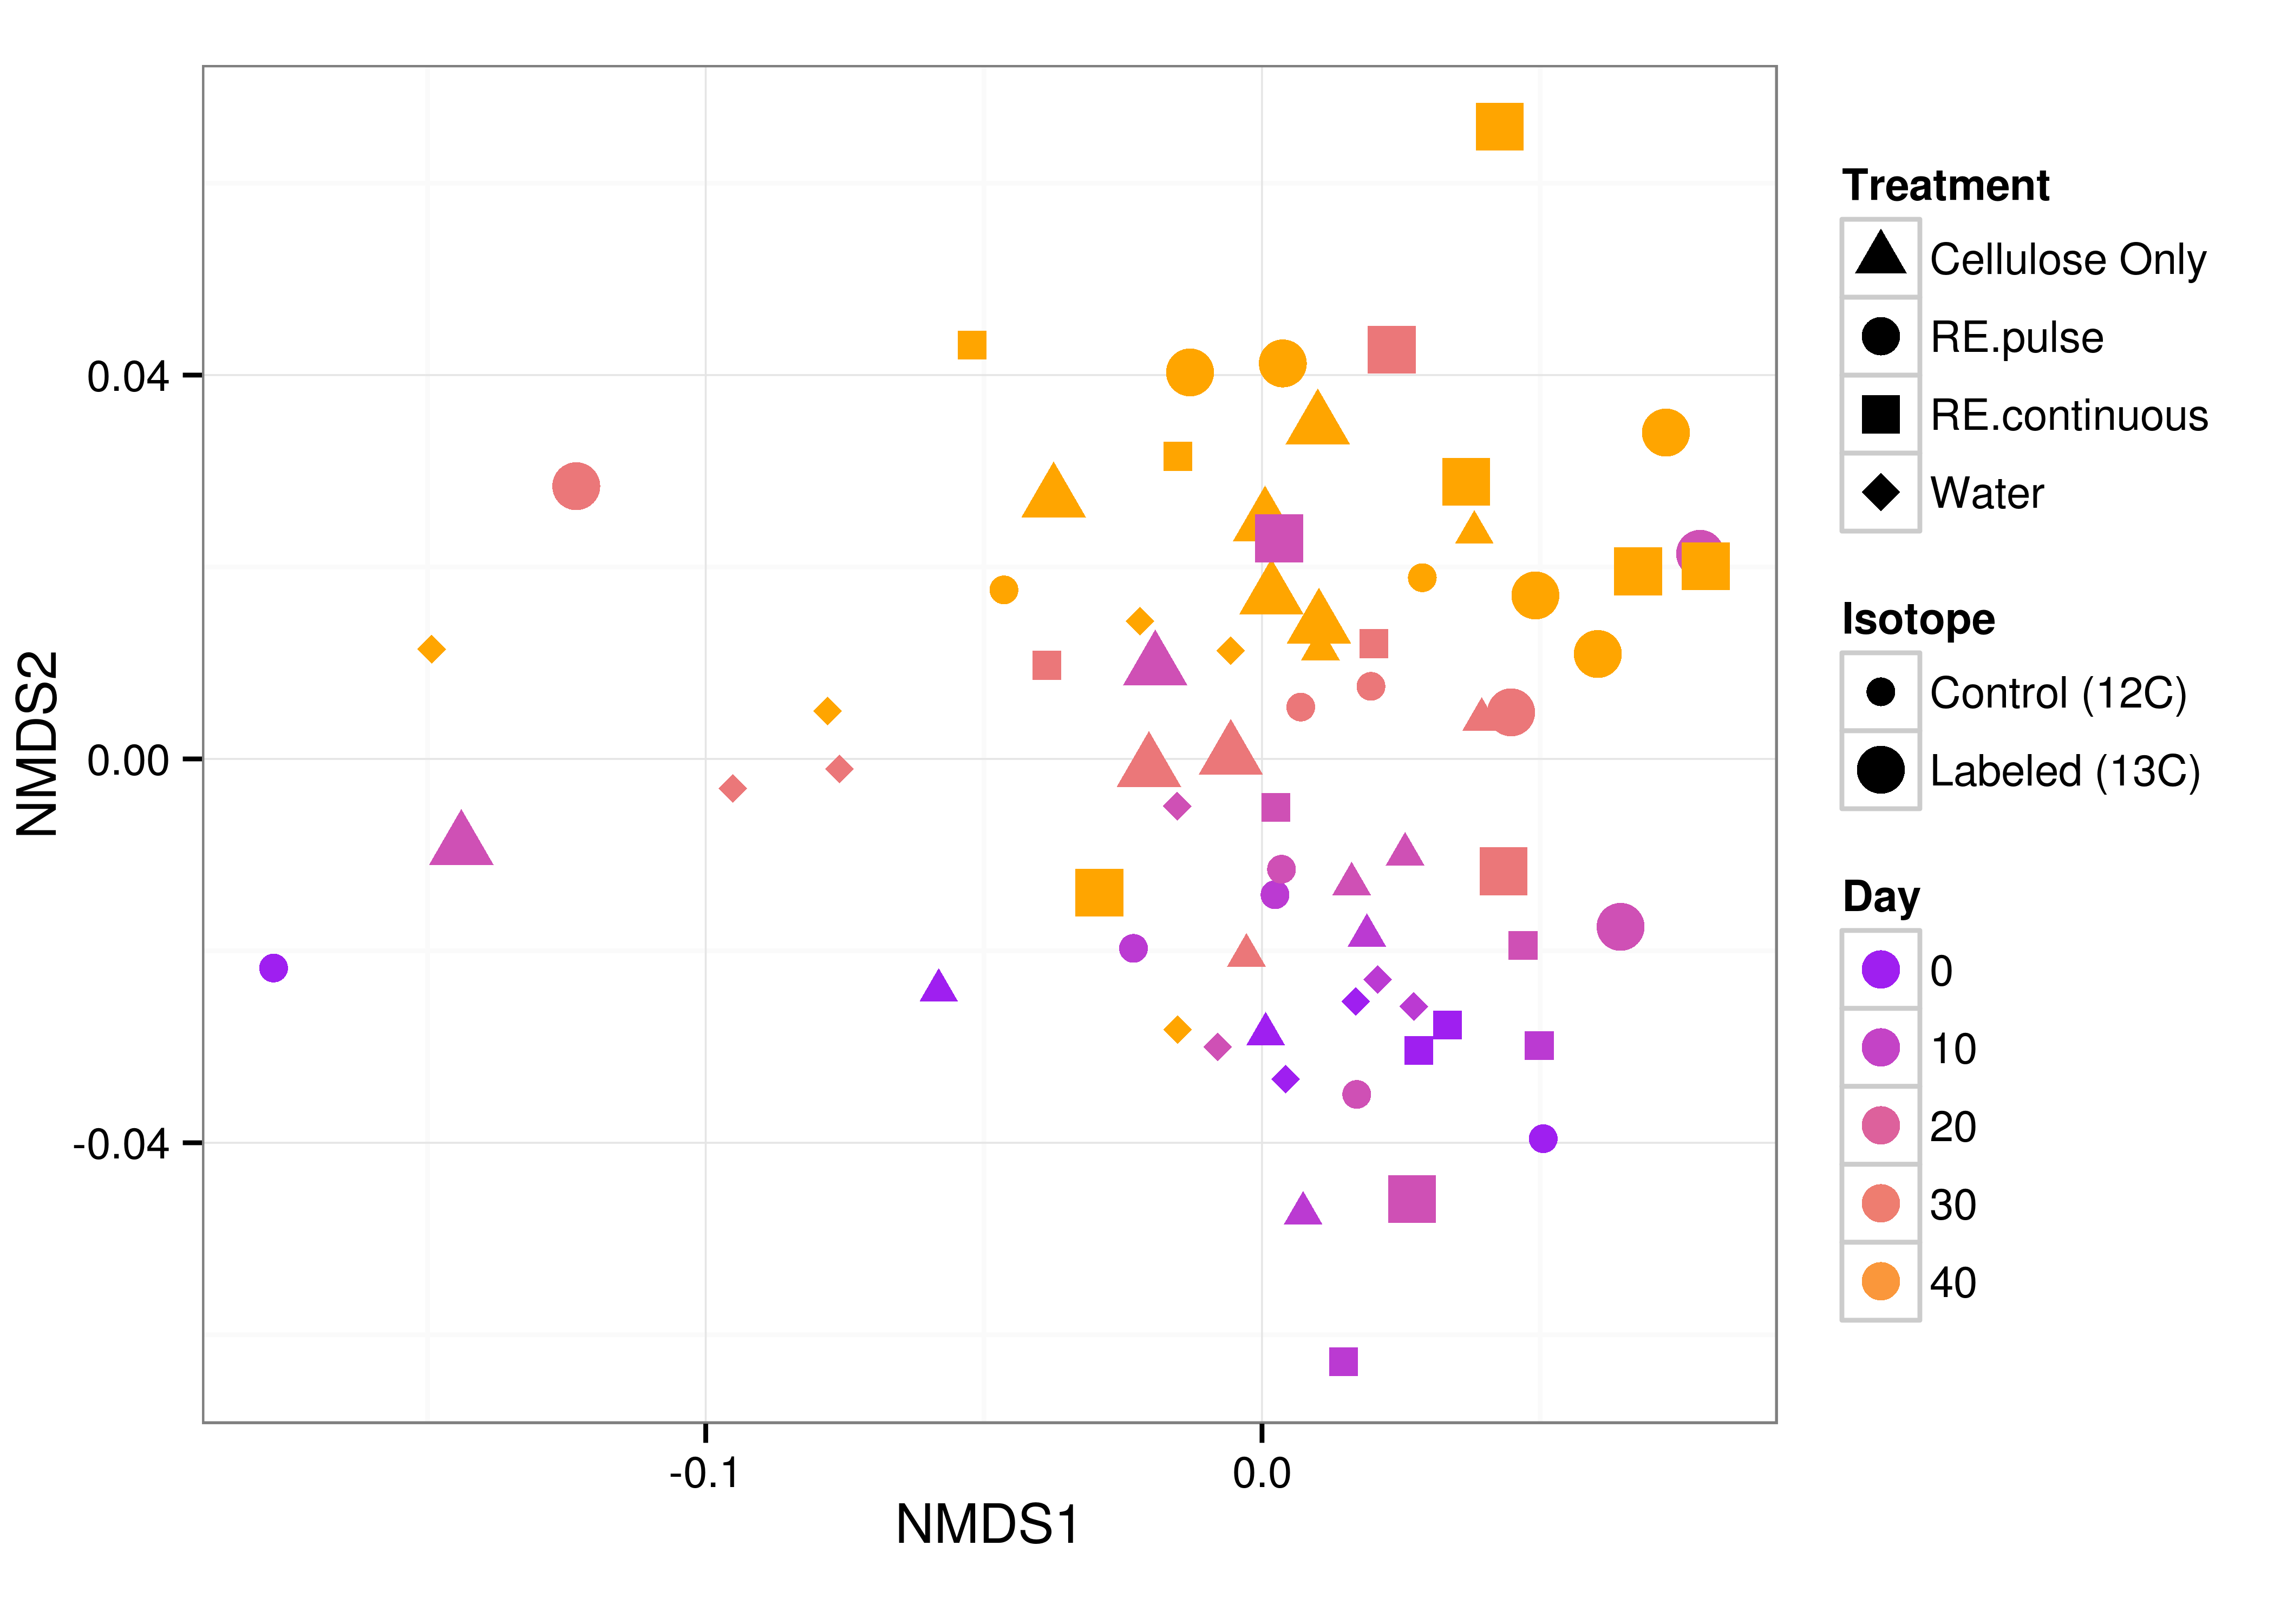 NMDS2
0.04
0.00
-0.04
-0.1
0.0
NMDS1
Treatment
Cellulose Only
RE.pulse
RE.continuous
Water
Isotope
Control (12C)
Labeled (13C)
Day
0
10
20
30
40